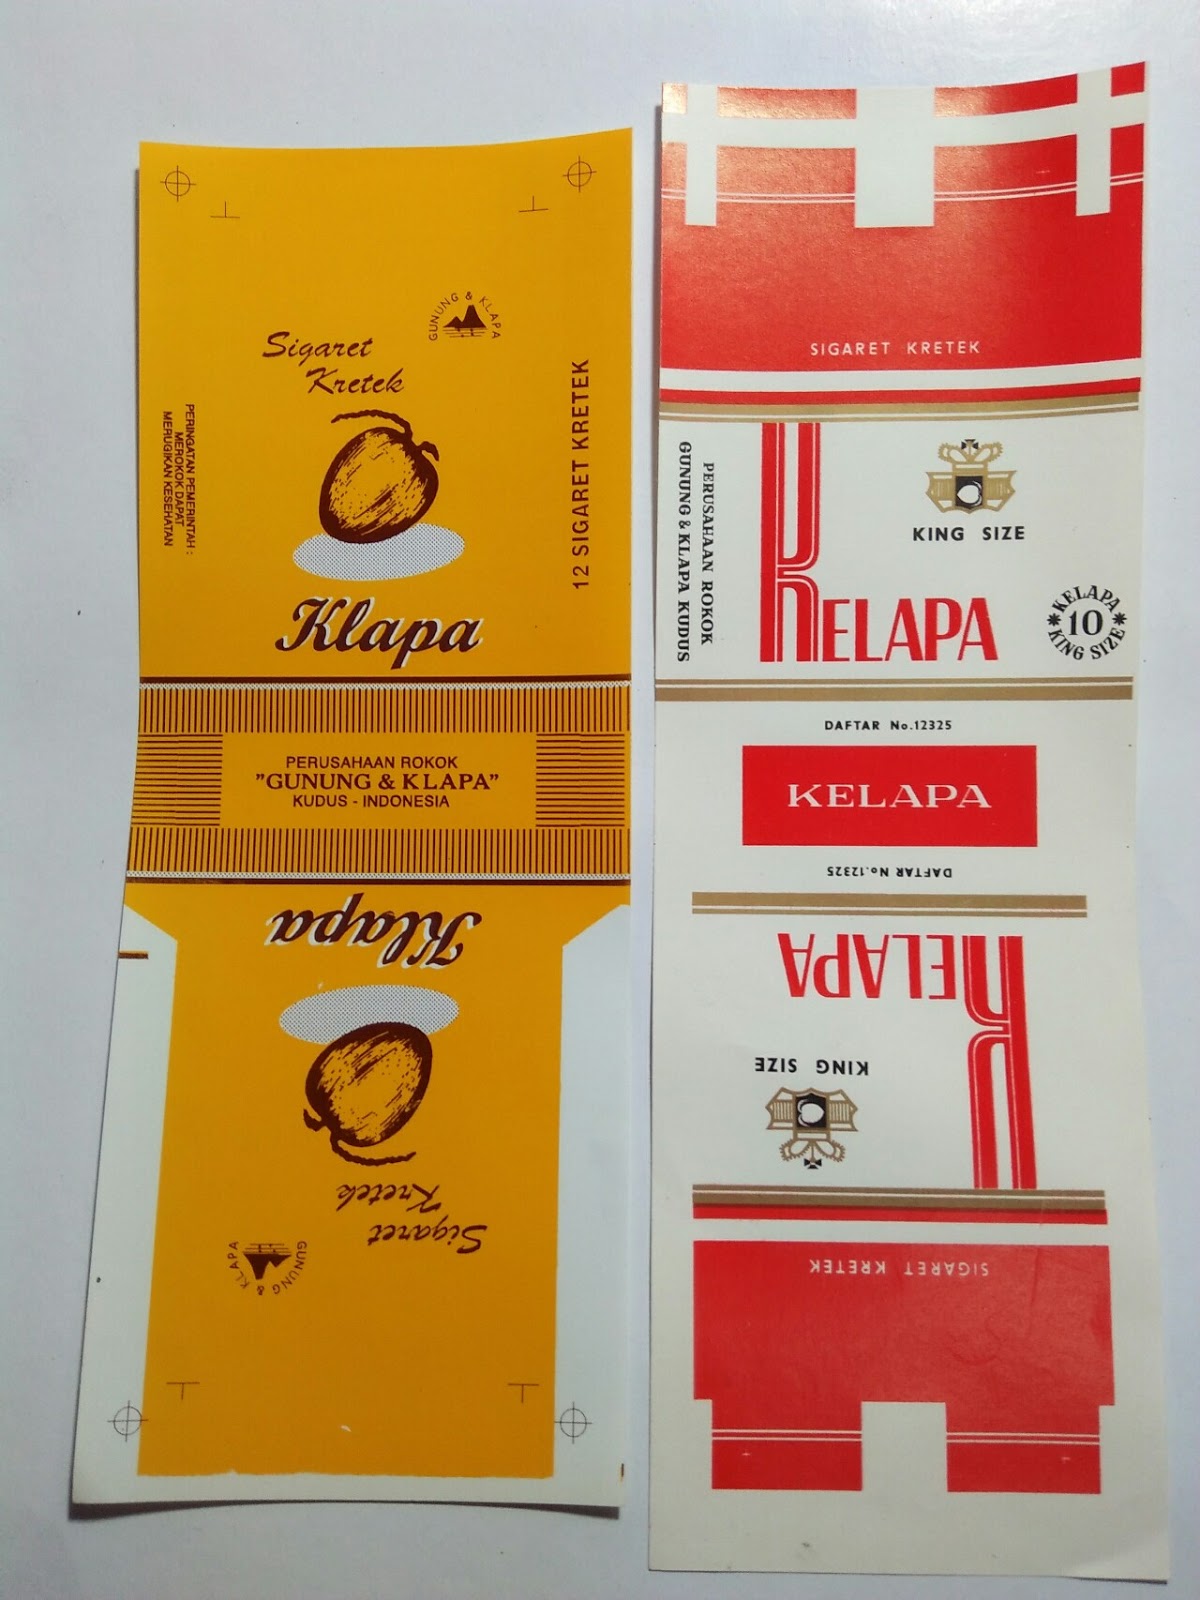 GUNUNG & KLAPA
Sigaret
Kretek
12 SIGARET KRETEK
PERINGATAN PEMERINTAH :
MEROKOK DAPAT
MERUGIKAN KESEHATAN
Klapa
PERUSAHAAN ROKOK
"GUNUNG & KLAPA"
KUDUS - INDONESIA
Klapa
Sigaret
Kretek
GUNUNG & KLAPA
SIGARET KRETEK
PERUSAHAAN ROKOK
GUNUNG & KLAPA KUDUS
KING SIZE
KELAPA
KELAPA
10
KING SIZE
DAFTAR No.12325
KELAPA
DAFTAR No.12325
KELAPA
KING SIZE
SIGARET KRETEK